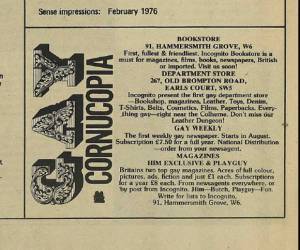 Sense impressions: February 1976
GAY
CORNUCOPIA
BOOKSTORE
91, HAMMERSMITH GROVE, W6
First, fullest & friendliest. Incognito Bookstore is a
must for magazines, films, books, newspapers, British
or imported. Visit us soon!
DEPARTMENT STORE
267, OLD BROMPTON ROAD,
EARLS COURT, SW5
Incognito present the first gay department store
—Bookshop, magazines, Leather, Toys, Denim,
T-Shirts, Belts, Cosmetics, Films, Paperbacks. Every-
thing gay—right near the Colherne. Don't miss our
Leather Dungeon!
GAY WEEKLY
The first weekly gay newspaper. Starts in August.
Subscription £7.50 for a full year. National Distribution
—order from your newsagent.
MAGAZINES
HIM EXCLUSIVE & PLAYGUY
Britains two top gay magazines. Acres of full colour,
pictures, ads, fiction and just £1 each. Subscriptions
for a year £8 each. From newsagents everywhere, or
by post from Incognito. Him—Butch, Playguy—Fun.
Write for lists to Incognito.
91, Hammersmith Grove, W6.